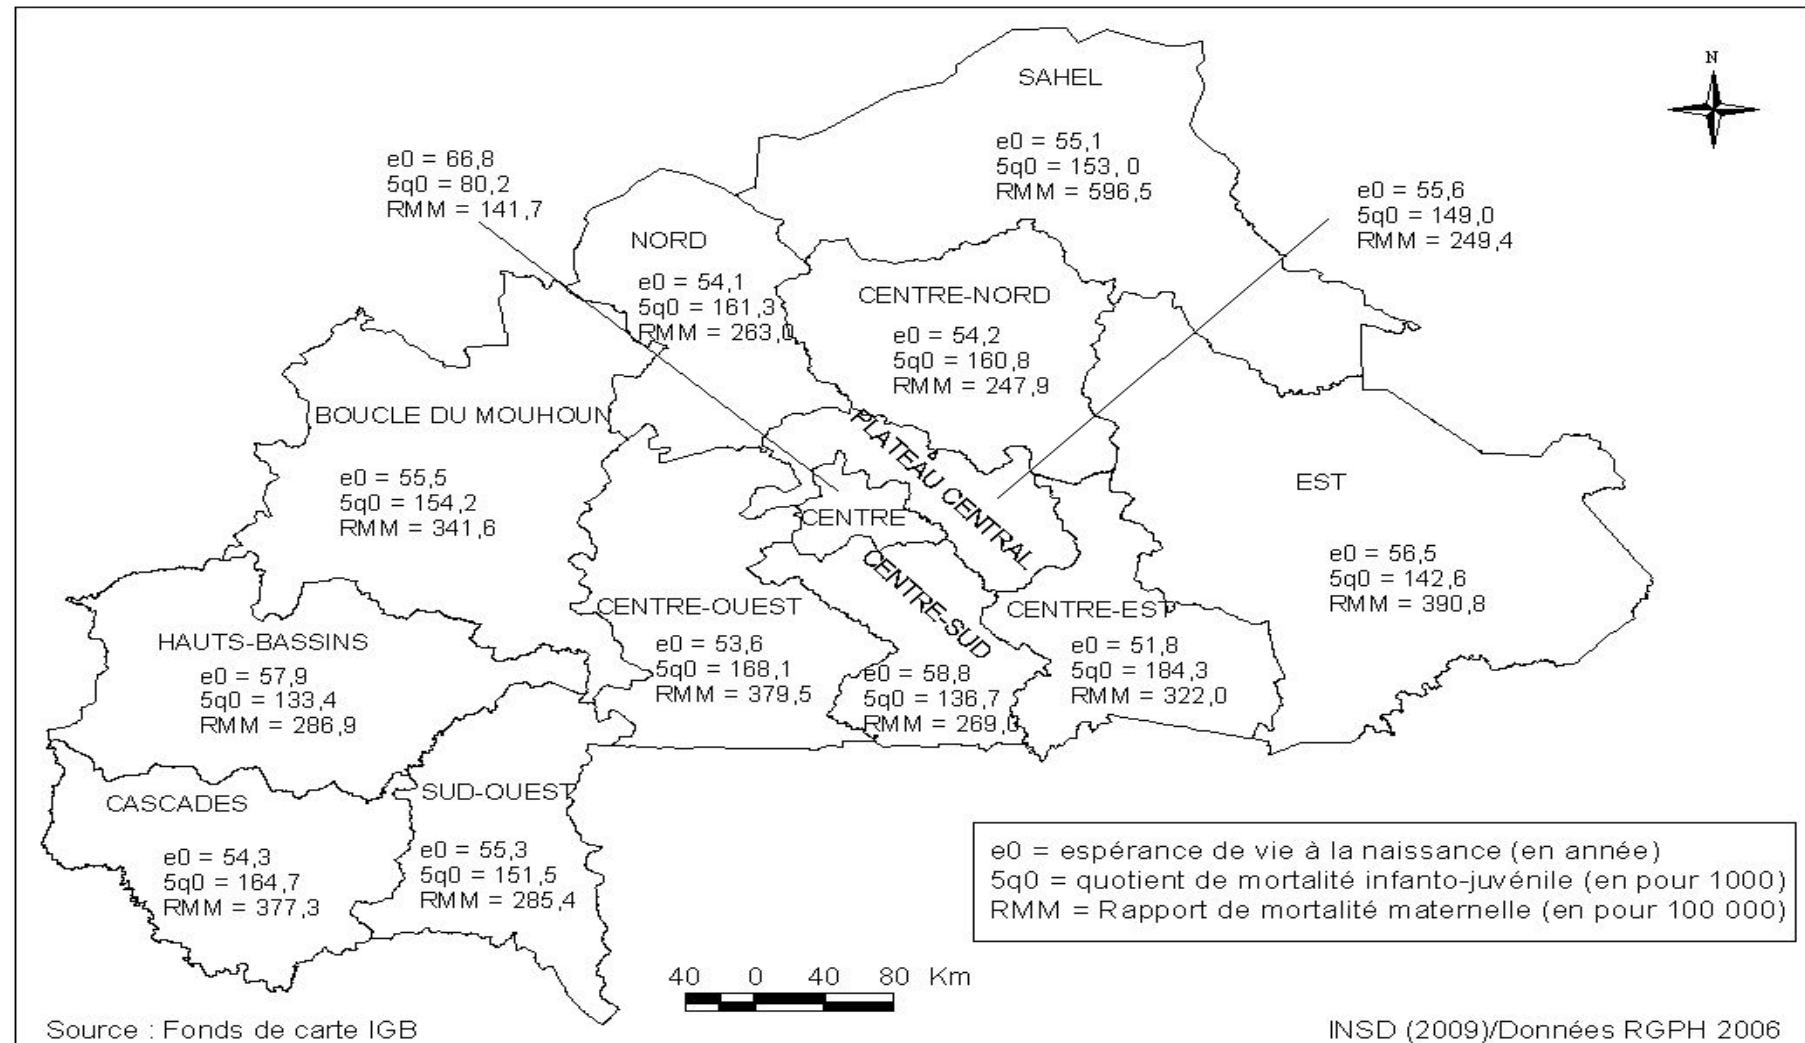 N
SAHEL
e0 = 55,1
5q0 = 153, 0
RMM = 596,5
e0 = 66,8
5q0 = 80,2
RMM = 141,7
e0 = 55,6
5q0 = 149,0
RMM = 249,4
NORD
e0 = 54,1
5q0 = 161,3
RMM = 263,0
CENTRE-NORD
e0 = 54,2
5q0 = 160,8
RMM = 247,9
BOUCLE DU MOUHOUN
e0 = 55,5
5q0 = 154,2
RMM = 341,6
PLATEAU CENTRAL
CENTRE
EST
e0 = 56,5
5q0 = 142,6
RMM = 390,8
CENTRE-OUEST
e0 = 53,6
5q0 = 168,1
RMM = 379,5
CENTRE-SUD
e0 = 58,8
5q0 = 136,7
RMM = 269,0
CENTRE-EST
e0 = 51,8
5q0 = 184,3
RMM = 322,0
HAUTS-BASSINS
e0 = 57,9
5q0 = 133,4
RMM = 286,9
CASCADES
e0 = 54,3
5q0 = 164,7
RMM = 377,3
SUD-OUEST
e0 = 55,3
5q0 = 151,5
RMM = 285,4
e0 = espérance de vie à la naissance (en année)
5q0 = quotient de mortalité infanto-juvénile (en pour 1000)
RMM = Rapport de mortalité maternelle (en pour 100 000)
40 0 40 80 Km
Source : Fonds de carte IGB
INSD (2009)/Données RGPH 2006